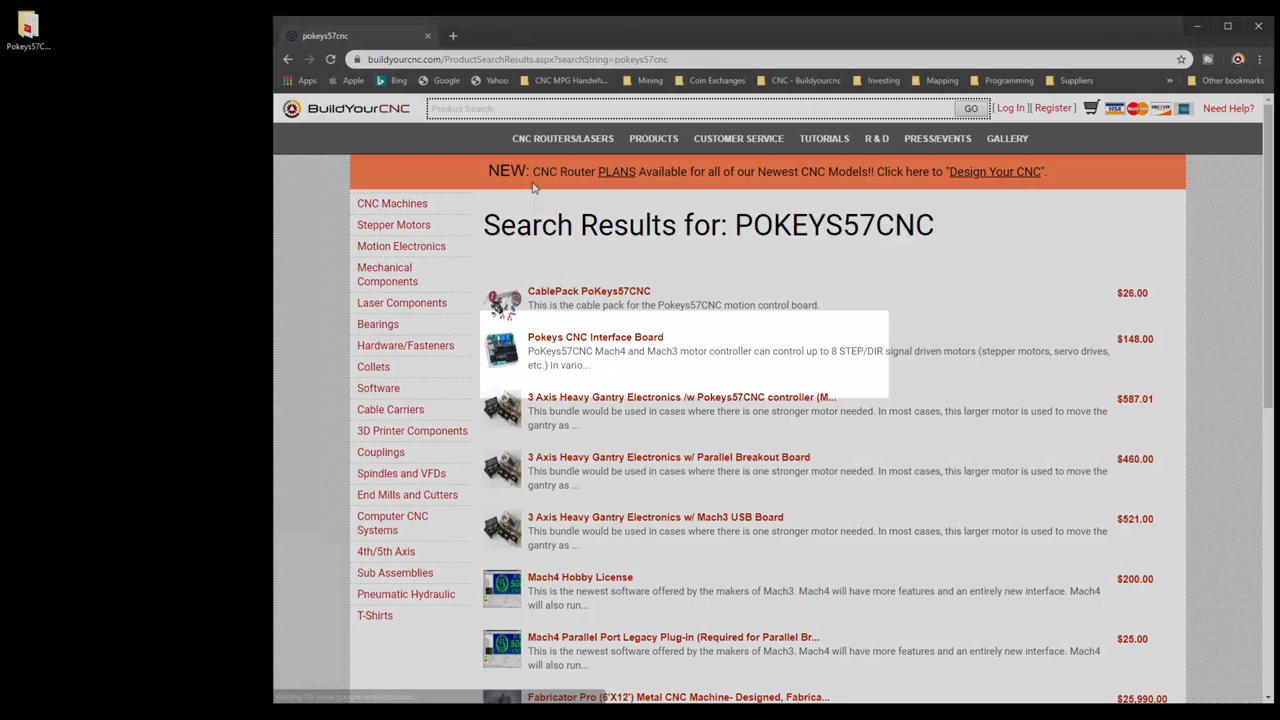 Pokeys57C...
pokeys57cnc
buildyourcnc.com/ProductSearchResults.aspx?searchString=pokeys57cnc
Apps Apple Bing Google Yahoo CNC MPG Handwh... Mining Coin Exchanges CNC - Buildyourcnc Investing Mapping Programming Suppliers » Other bookmarks
BUILDYOURCNC Product Search GO [ Log In ][ Register ] VISA MasterCard DISCOVER Need Help?
CNC ROUTERS/LASERS PRODUCTS CUSTOMER SERVICE TUTORIALS R & D PRESS/EVENTS GALLERY
NEW: CNC Router PLANS Available for all of our Newest CNC Models!! Click here to "Design Your CNC".
CNC Machines
Stepper Motors
Motion Electronics
Mechanical
Components
Laser Components
Bearings
Hardware/Fasteners
Collets
Software
Cable Carriers
3D Printer Components
Couplings
Spindles and VFDs
End Mills and Cutters
Computer CNC
Systems
4th/5th Axis
Sub Assemblies
Pneumatic Hydraulic
T-Shirts
Search Results for: POKEYS57CNC
CablePack PoKeys57CNC $26.00
This is the cable pack for the Pokeys57CNC motion control board.
Pokeys CNC Interface Board $148.00
PoKeys57CNC Mach4 and Mach3 motor controller can control up to 8 STEP/DIR signal driven motors (stepper motors, servo drives,
etc.) in vario...
3 Axis Heavy Gantry Electronics /w Pokeys57CNC controller (M... $587.01
This bundle would be used in cases where there is one stronger motor needed. In most cases, this larger motor is used to move the
gantry as ...
3 Axis Heavy Gantry Electronics w/ Parallel Breakout Board $460.00
This bundle would be used in cases where there is one stronger motor needed. In most cases, this larger motor is used to move the
gantry as ...
3 Axis Heavy Gantry Electronics w/ Mach3 USB Board $521.00
This bundle would be used in cases where there is one stronger motor needed. In most cases, this larger motor is used to move the
gantry as ...
Mach4 Hobby License $200.00
This is the newest software offered by the makers of Mach3. Mach4 will have more features and an entirely new interface. Mach4
will also run...
Mach4 Parallel Port Legacy Plug-in (Required for Parallel Br... $25.00
This is the newest software offered by the makers of Mach3. Mach4 will have more features and an entirely new interface. Mach4
will also run...
Fabricator Pro (6'X12') Metal CNC Machine- Designed, Fabrica... $25,990.00
Waiting for www.google-analytics.com...